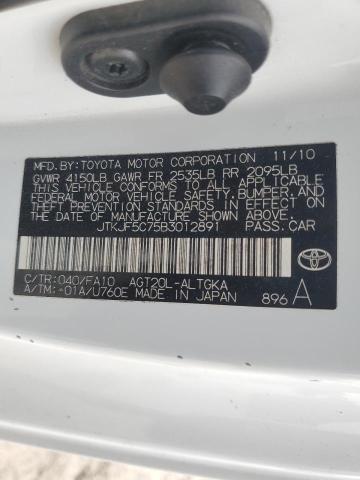 MFD.BY:TOYOTA MOTOR CORPORATION 11/10
GVWR 4150LB GAWR FR 2535LB RR 2095LB
THIS VEHICLE CONFORMS TO ALL APPLICABLE
FEDERAL MOTOR VEHICLE SAFETY, BUMPER, AND
THEFT PREVENTION STANDARDS IN EFFECT ON
THE DATE OF MANUFACTURE SHOWN ABOVE.
JTKJF5C75B3012891 PASS.CAR
C/TR:040/FA10 AGT20L-ALTGKA
A/TM:-01A/U760E MADE IN JAPAN 896 A